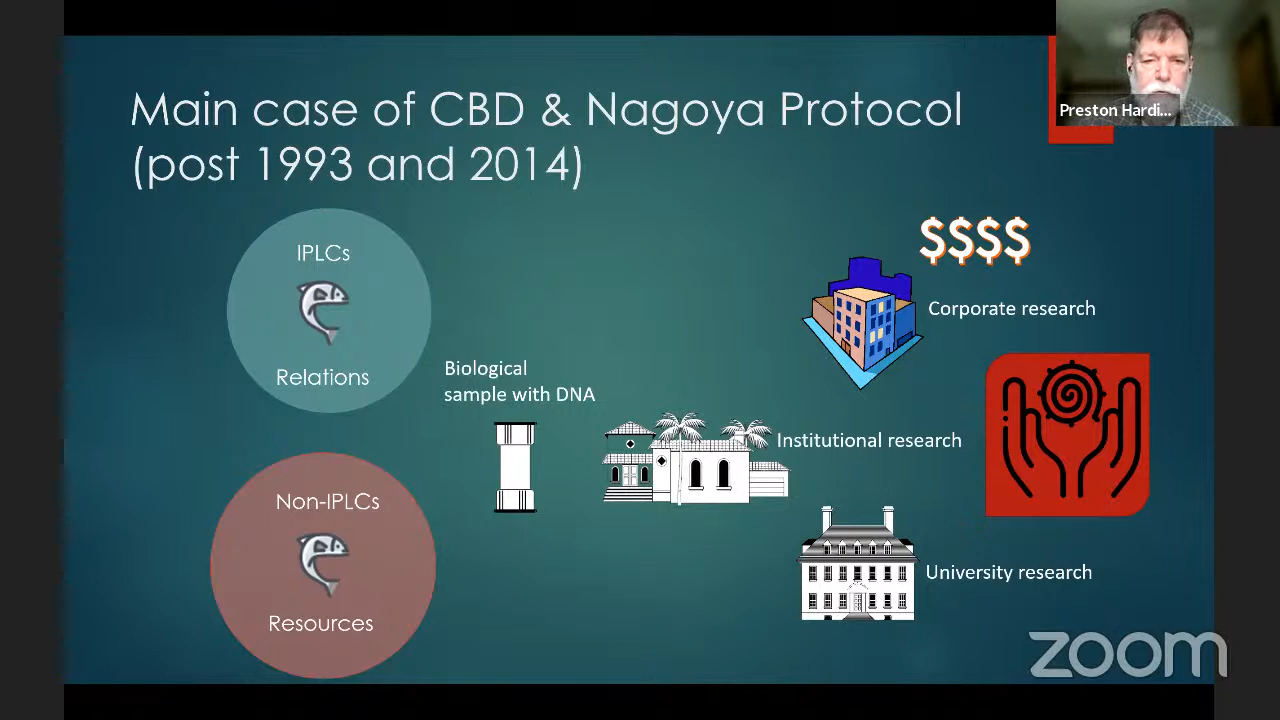 Main case of CBD & Nagoya Protocol
(post 1993 and 2014)
Preston Hardi...
IPLCs
Relations
Biological
sample with DNA
$$$$
Corporate research
Institutional research
Non-IPLCs
Resources
University research
zoom